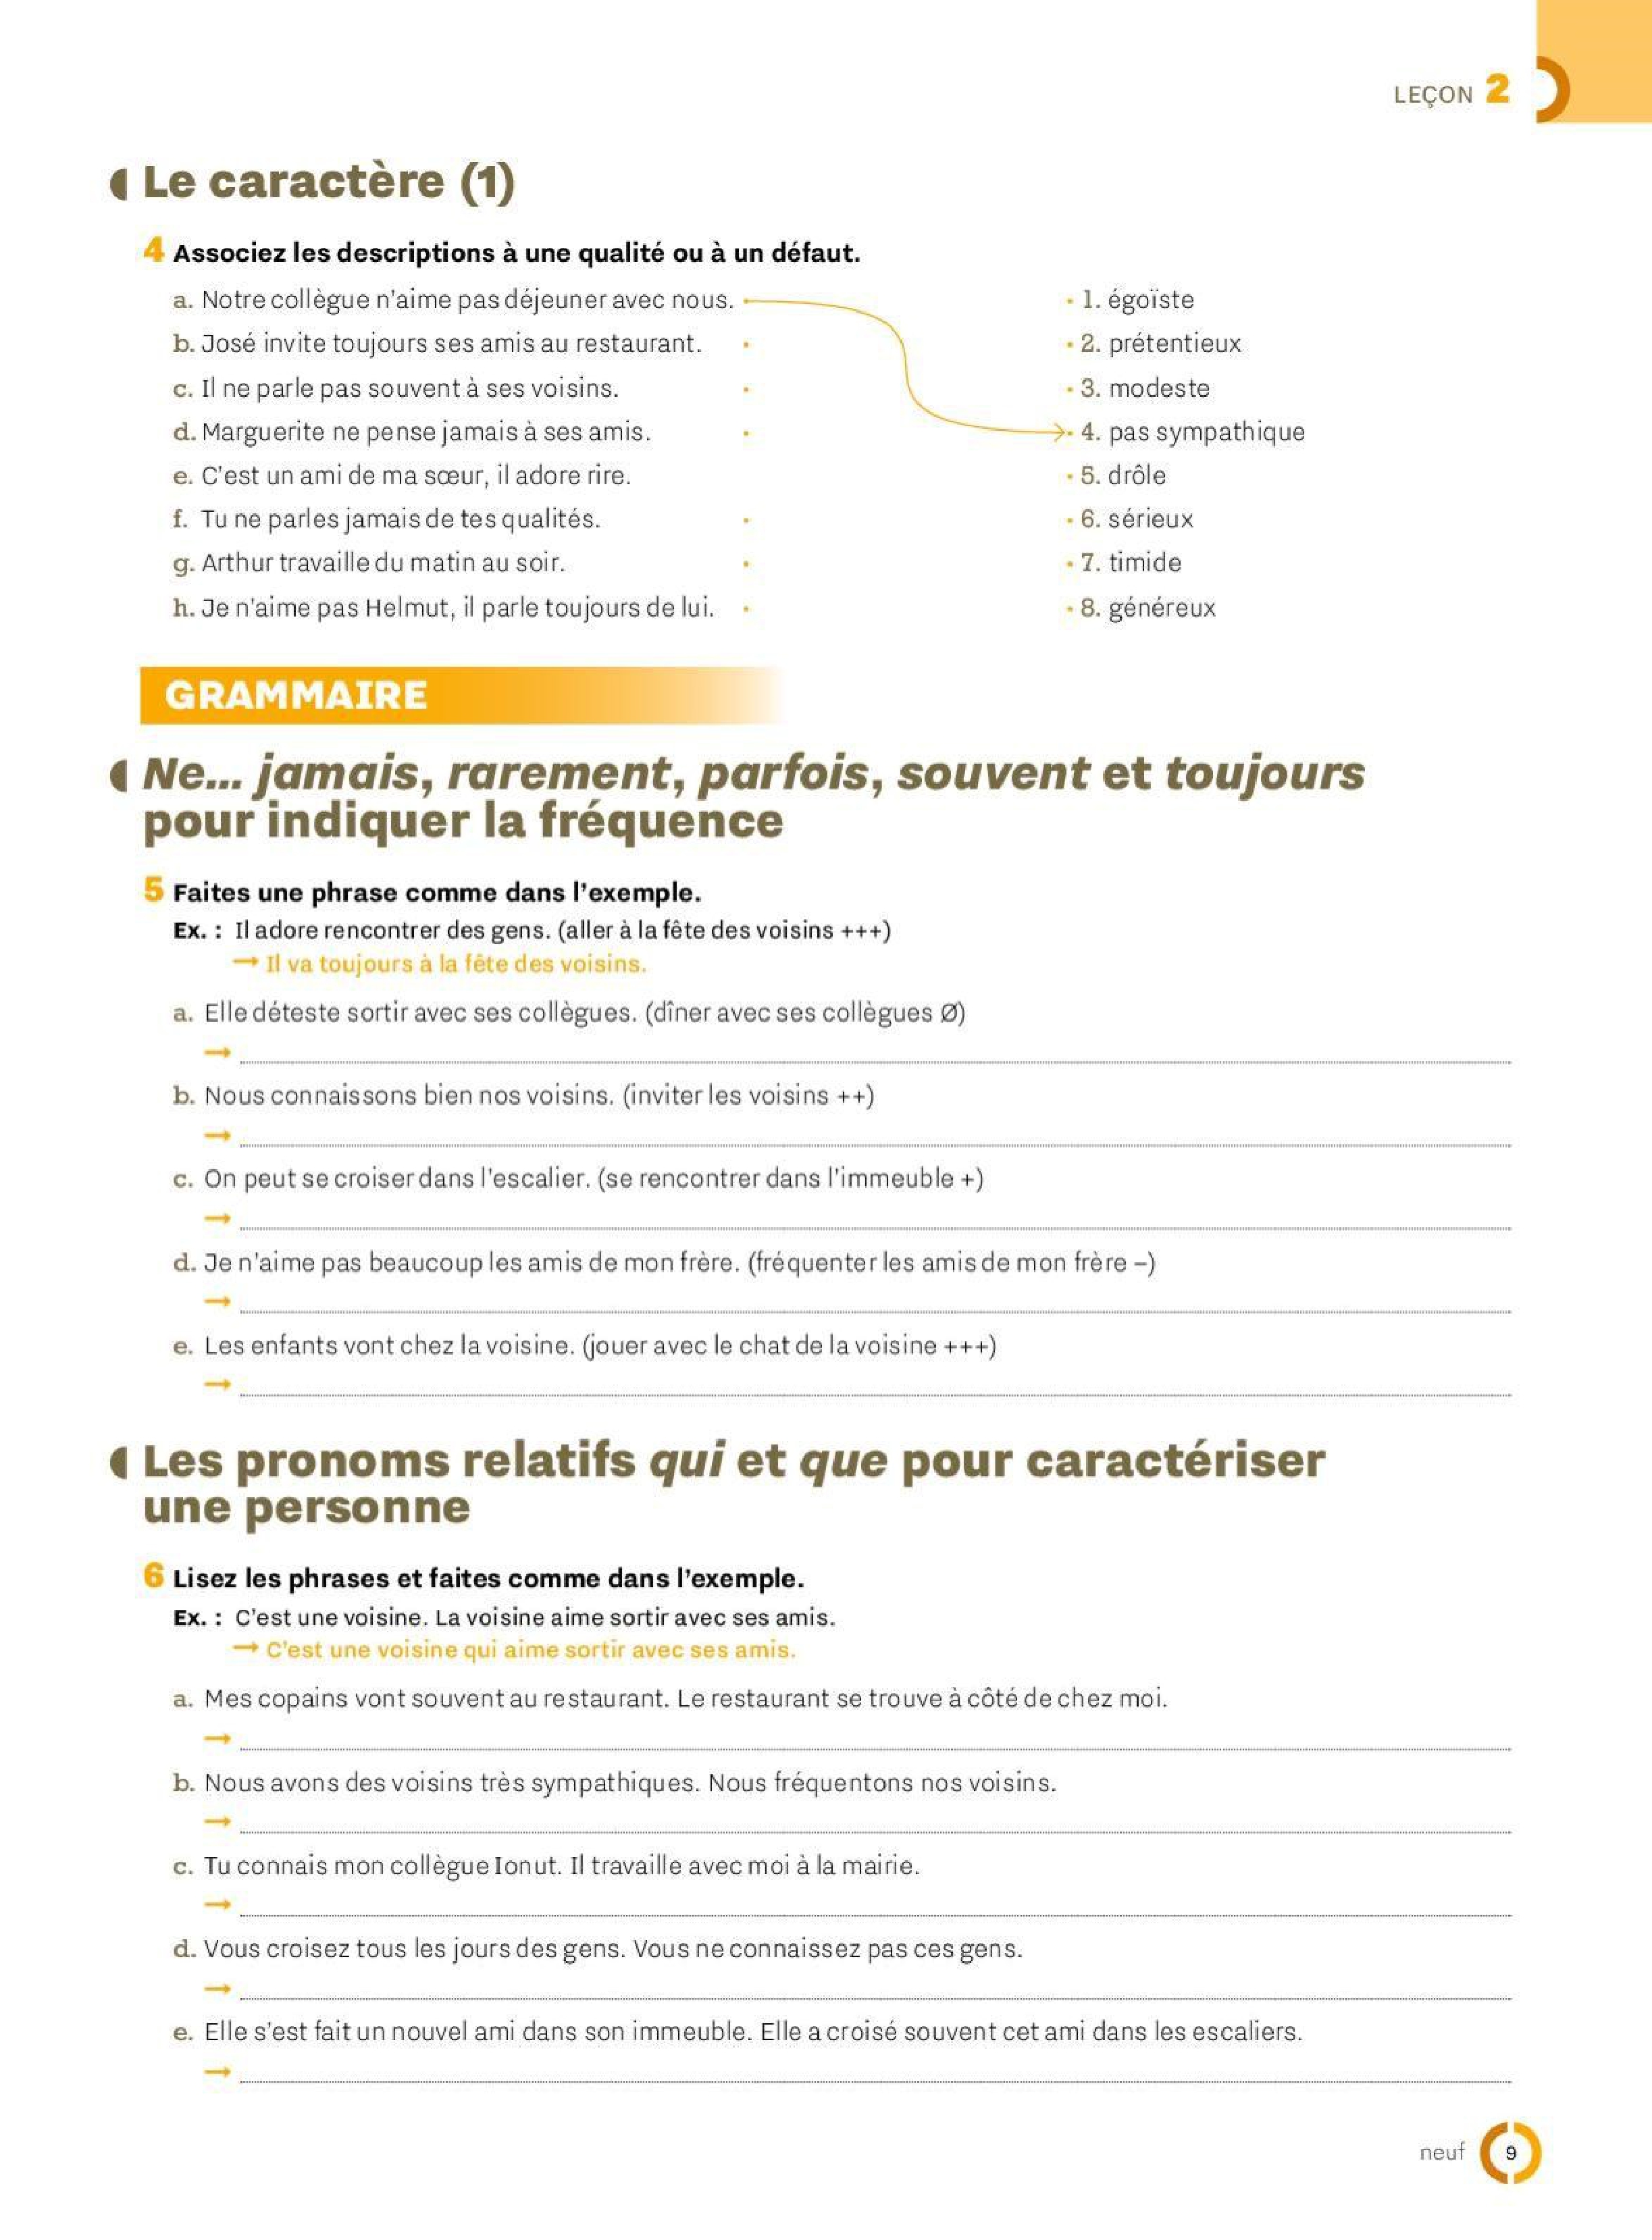 LEÇON 2
Le caractère (1)
4 Associez les descriptions à une qualité ou à un défaut.
a. Notre collègue n'aime pas déjeuner avec nous.
b. José invite toujours ses amis au restaurant.
c. Il ne parle pas souvent à ses voisins.
d. Marguerite ne pense jamais à ses amis.
e. C'est un ami de ma sœur, il adore rire.
f. Tu ne parles jamais de tes qualités.
g. Arthur travaille du matin au soir.
h. Je n'aime pas Helmut, il parle toujours de lui.
1. égoïste
2. prétentieux
3. modeste
4. pas sympathique
5. drôle
6. sérieux
7. timide
8. généreux
GRAMMAIRE
Ne... jamais, rarement, parfois, souvent et toujours
pour indiquer la fréquence
5 Faites une phrase comme dans l'exemple.
Ex. : Il adore rencontrer des gens. (aller à la fête des voisins +++)
→ Il va toujours à la fête des voisins.
a. Elle déteste sortir avec ses collègues. (dîner avec ses collègues Ø)
→
b. Nous connaissons bien nos voisins. (inviter les voisins ++)
→
c. On peut se croiser dans l'escalier. (se rencontrer dans l'immeuble +)
→
d. Je n'aime pas beaucoup les amis de mon frère. (fréquenter les amis de mon frère –)
→
e. Les enfants vont chez la voisine. (jouer avec le chat de la voisine +++)
→
Les pronoms relatifs qui et que pour caractériser
une personne
6 Lisez les phrases et faites comme dans l'exemple.
Ex. : C'est une voisine. La voisine aime sortir avec ses amis.
→ C'est une voisine qui aime sortir avec ses amis.
a. Mes copains vont souvent au restaurant. Le restaurant se trouve à côté de chez moi.
→
b. Nous avons des voisins très sympathiques. Nous fréquentons nos voisins.
→
c. Tu connais mon collègue Ionut. Il travaille avec moi à la mairie.
→
d. Vous croisez tous les jours des gens. Vous ne connaissez pas ces gens.
→
e. Elle s'est fait un nouvel ami dans son immeuble. Elle a croisé souvent cet ami dans les escaliers.
→
neuf 9